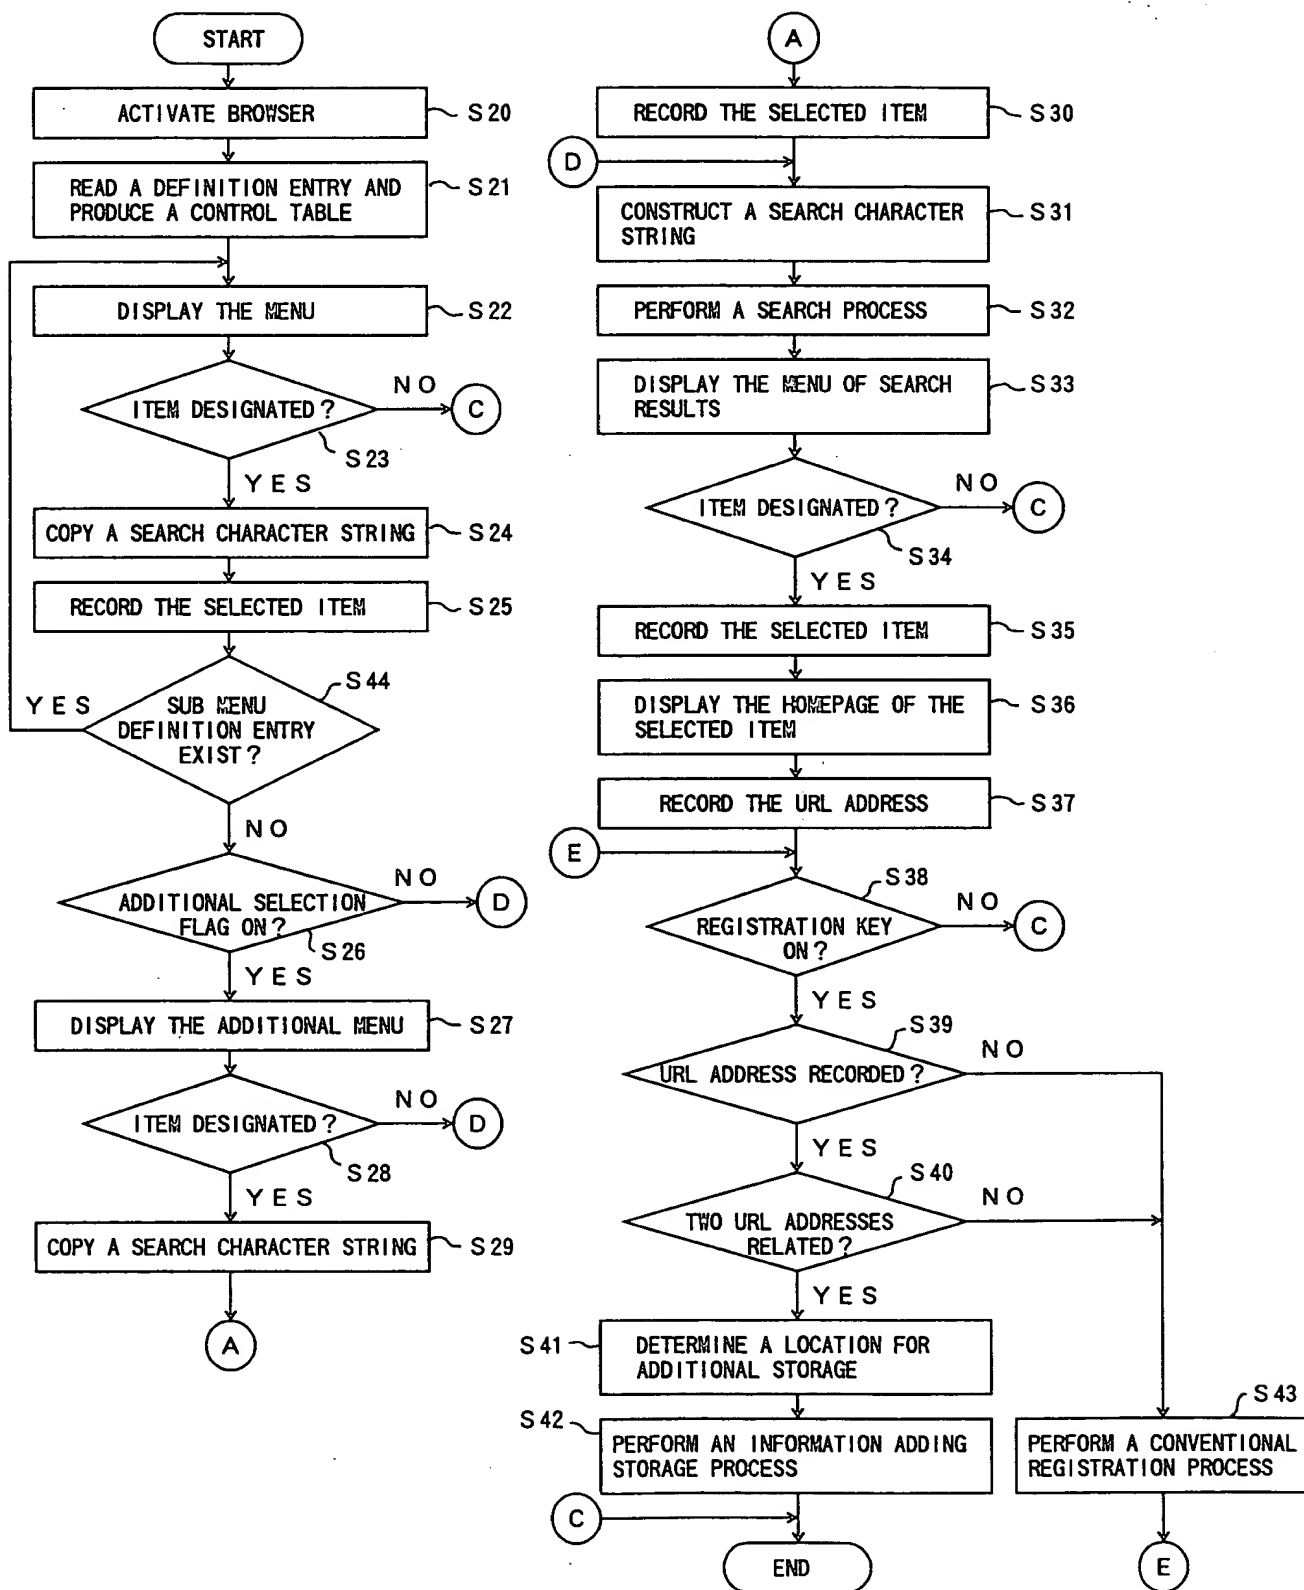 START
ACTIVATE BROWSER
S20
READ A DEFINITION ENTRY AND
PRODUCE A CONTROL TABLE
S21
DISPLAY THE MENU
S22
ITEM DESIGNATED?
NO
C
S23
YES
COPY A SEARCH CHARACTER STRING
S24
RECORD THE SELECTED ITEM
S25
S44
YES
SUB MENU
DEFINITION ENTRY
EXIST?
NO
ADDITIONAL SELECTION
FLAG ON?
NO
D
S26
YES
DISPLAY THE ADDITIONAL MENU
S27
ITEM DESIGNATED?
NO
D
S28
YES
COPY A SEARCH CHARACTER STRING
S29
A
A
RECORD THE SELECTED ITEM
S30
D
CONSTRUCT A SEARCH CHARACTER
STRING
S31
PERFORM A SEARCH PROCESS
S32
DISPLAY THE MENU OF SEARCH
RESULTS
S33
ITEM DESIGNATED?
NO
C
S34
YES
RECORD THE SELECTED ITEM
S35
DISPLAY THE HOMEPAGE OF THE
SELECTED ITEM
S36
RECORD THE URL ADDRESS
S37
E
S38
REGISTRATION KEY
ON?
NO
C
YES
S39
URL ADDRESS RECORDED?
NO
YES
S40
TWO URL ADDRESSES
RELATED?
NO
YES
S41
DETERMINE A LOCATION FOR
ADDITIONAL STORAGE
S42
PERFORM AN INFORMATION ADDING
STORAGE PROCESS
S43
PERFORM A CONVENTIONAL
REGISTRATION PROCESS
C
END
E